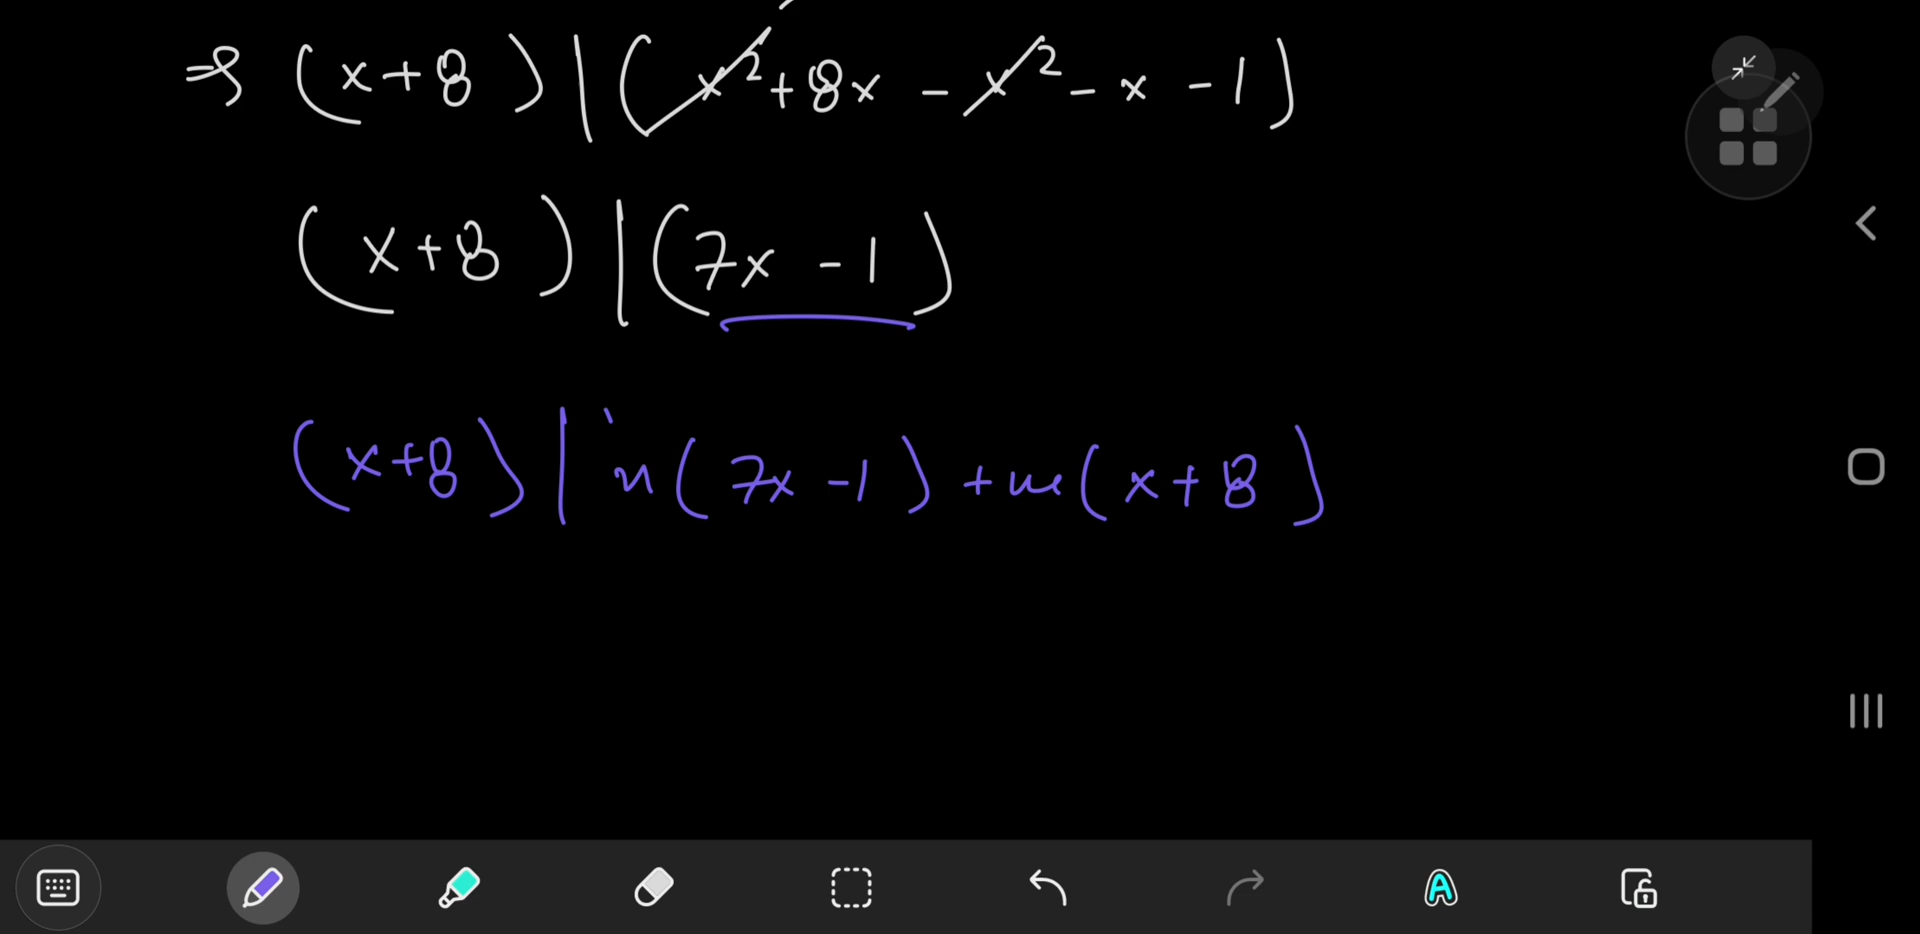 ⇒ (x+8) | (x²+8x - x² - x - 1)
(x+8) | (7x - 1)
(x+8) | n(7x - 1) + m(x+8)
A